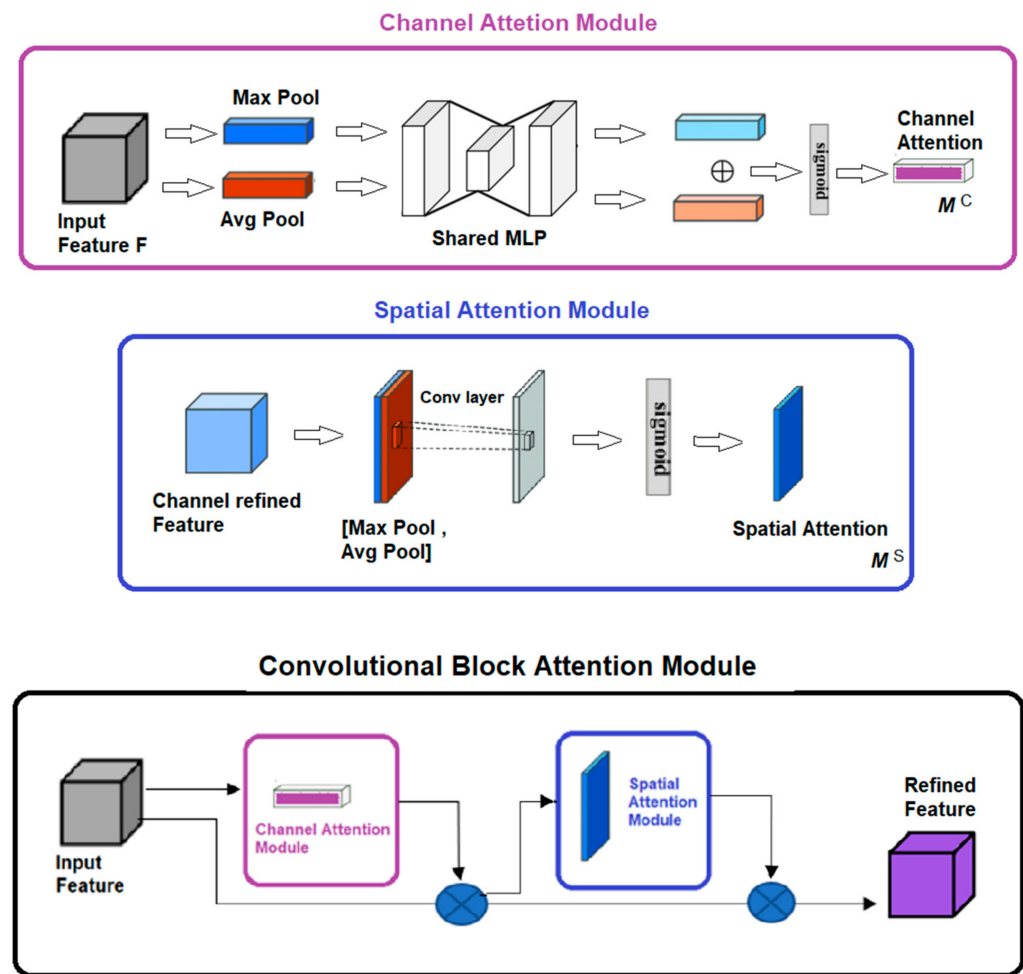 Channel Attetion Module
Max Pool
Channel
Attention
sigmoid
Input
Feature F
Avg Pool
Shared MLP
M C
Spatial Attention Module
Conv layer
sigmoid
Channel refined
Feature
[Max Pool ,
Avg Pool]
Spatial Attention
M S
Convolutional Block Attention Module
Input
Feature
Channel Attention
Module
Spatial
Attention
Module
Refined
Feature